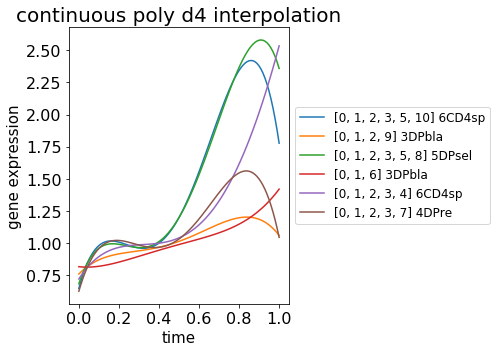 continuous poly d4 interpolation
gene expression
2.50
2.25
2.00
1.75
1.50
1.25
1.00
0.75
0.0 0.2 0.4 0.6 0.8 1.0
time
[0, 1, 2, 3, 5, 10] 6CD4sp
[0, 1, 2, 9] 3DPbla
[0, 1, 2, 3, 5, 8] 5DPsel
[0, 1, 6] 3DPbla
[0, 1, 2, 3, 4] 6CD4sp
[0, 1, 2, 3, 7] 4DPre